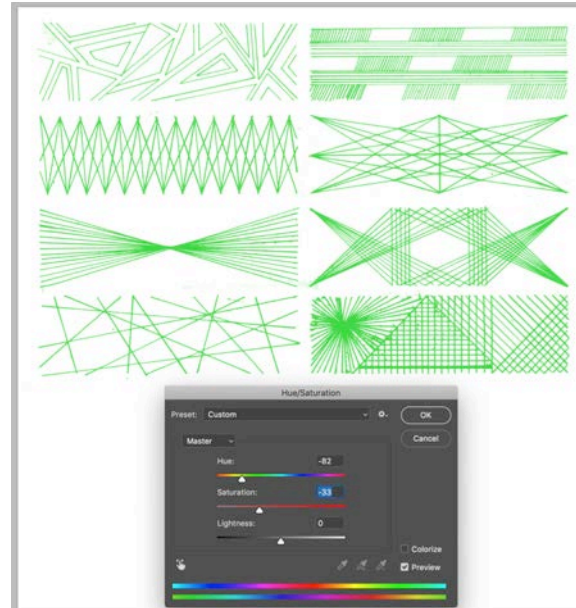 Hue/Saturation
Preset: Custom
OK
Cancel
Master
Hue: -82
Saturation: -33
Lightness: 0
Colorize
Preview